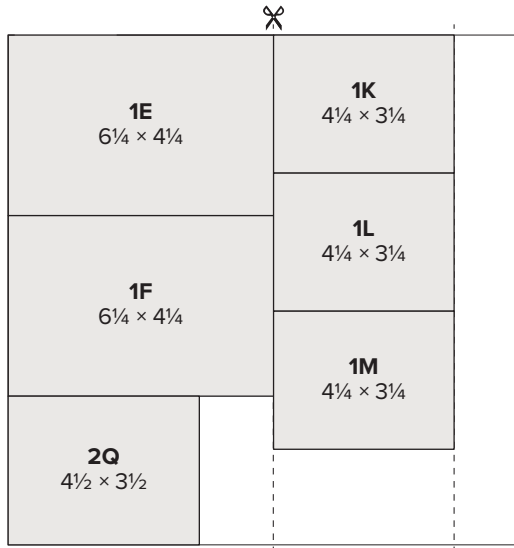 1E
6¼ × 4¼
1F
6¼ × 4¼
2Q
4½ × 3½
1K
4¼ × 3¼
1L
4¼ × 3¼
1M
4¼ × 3¼